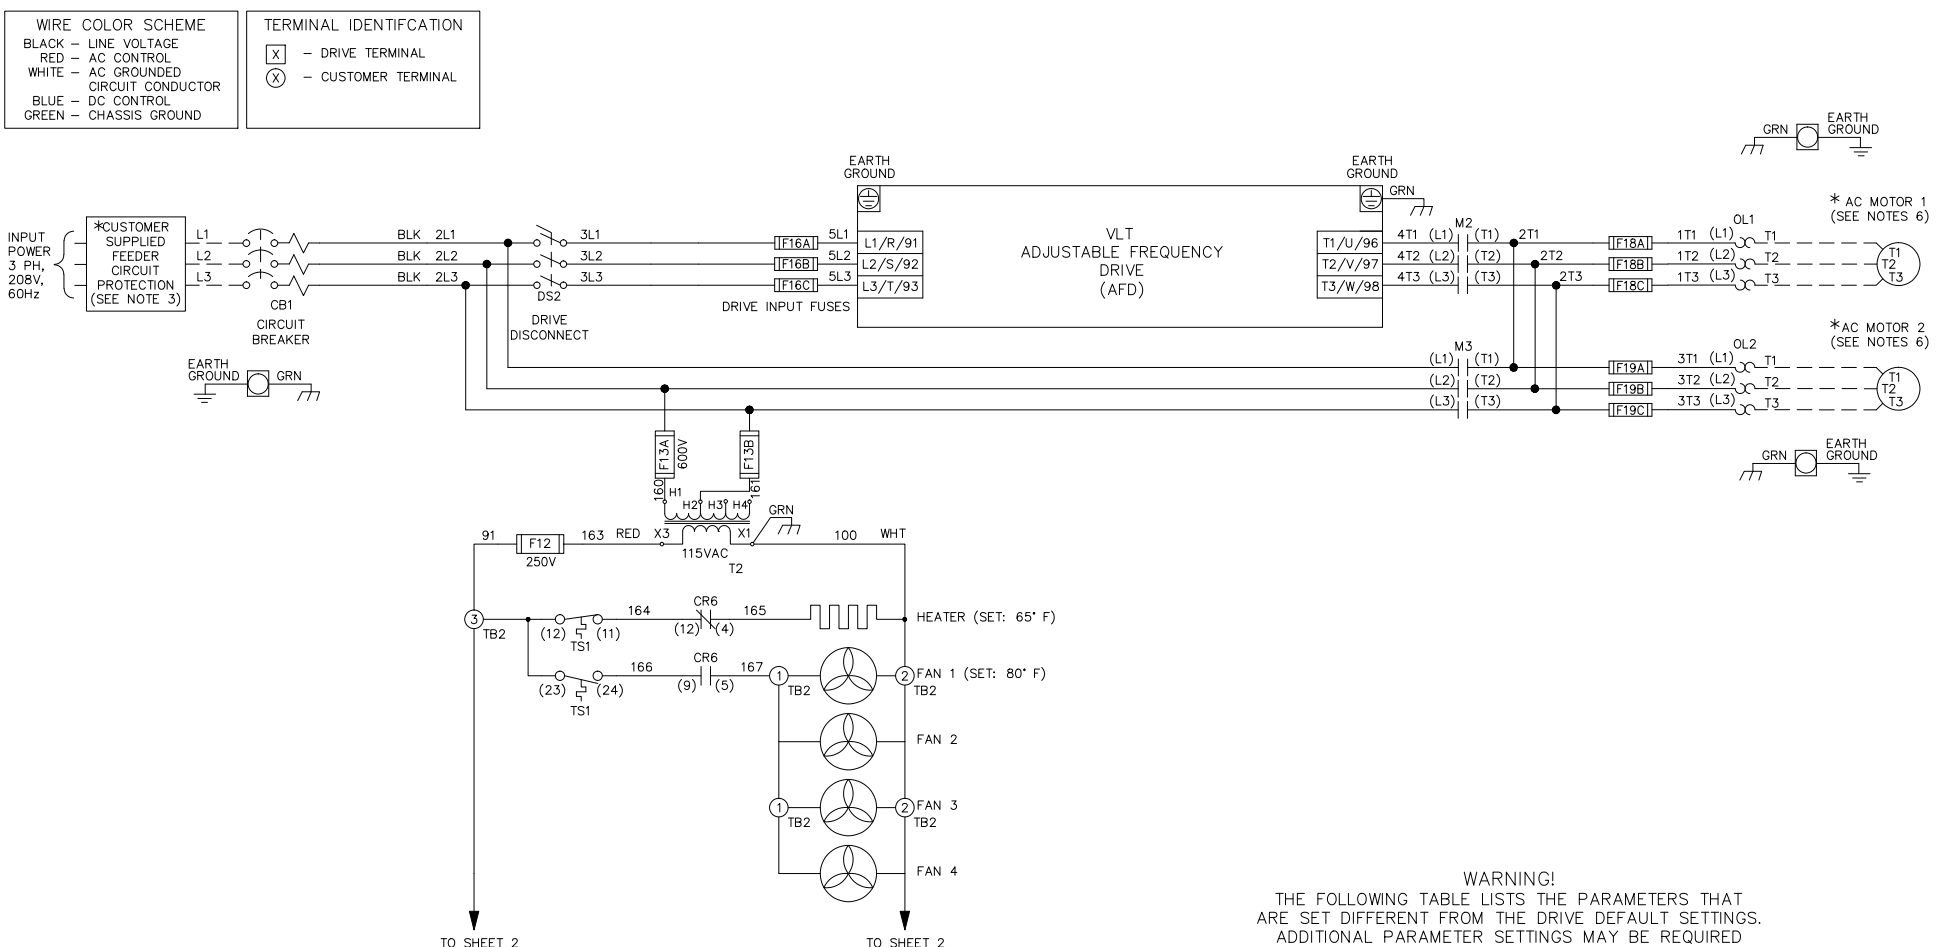 WIRE COLOR SCHEME
BLACK – LINE VOLTAGE
RED – AC CONTROL
WHITE – AC GROUNDED
CIRCUIT CONDUCTOR
BLUE – DC CONTROL
GREEN – CHASSIS GROUND
TERMINAL IDENTIFCATION
X – DRIVE TERMINAL
X – CUSTOMER TERMINAL
GRN
EARTH
GROUND
EARTH
GROUND
EARTH
GROUND
GRN
INPUT
POWER
3 PH,
208V,
60Hz
*CUSTOMER
SUPPLIED
FEEDER
CIRCUIT
PROTECTION
(SEE NOTE 3)
L1
L2
L3
CB1
CIRCUIT
BREAKER
BLK 2L1
BLK 2L2
BLK 2L3
3L1
3L2
3L3
DS2
DRIVE
DISCONNECT
F16A
F16B
F16C
DRIVE INPUT FUSES
5L1
5L2
5L3
L1/R/91
L2/S/92
L3/T/93
VLT
ADJUSTABLE FREQUENCY
DRIVE
(AFD)
T1/U/96
T2/V/97
T3/W/98
4T1 (L1) M2 (T1) 2T1
4T2 (L2) (T2) 2T2
4T3 (L3) (T3) 2T3
F18A
F18B
F18C
OL1
1T1 (L1) T1
1T2 (L2) T2
1T3 (L3) T3
* AC MOTOR 1
(SEE NOTES 6)
T1
T2
T3
M3
(L1) (T1)
(L2) (T2)
(L3) (T3)
F19A
F19B
F19C
OL2
3T1 (L1) T1
3T2 (L2) T2
3T3 (L3) T3
*AC MOTOR 2
(SEE NOTES 6)
T1
T2
T3
EARTH
GROUND
GRN
GRN
EARTH
GROUND
F13A
600V
F13B
160
161
H1
H2
H3
H4
GRN
91
F12
250V
163
RED
X3
X1
115VAC
T2
100
WHT
3
TB2
(12)
(11)
TS1
164
CR6
(12)
(4)
165
HEATER (SET: 65° F)
(23)
(24)
TS1
166
CR6
(9)
(5)
167
1
TB2
2
TB2
FAN 1 (SET: 80° F)
FAN 2
1
TB2
2
TB2
FAN 3
FAN 4
TO SHEET 2
TO SHEET 2
WARNING!
THE FOLLOWING TABLE LISTS THE PARAMETERS THAT
ARE SET DIFFERENT FROM THE DRIVE DEFAULT SETTINGS.
ADDITIONAL PARAMETER SETTINGS MAY BE REQUIRED